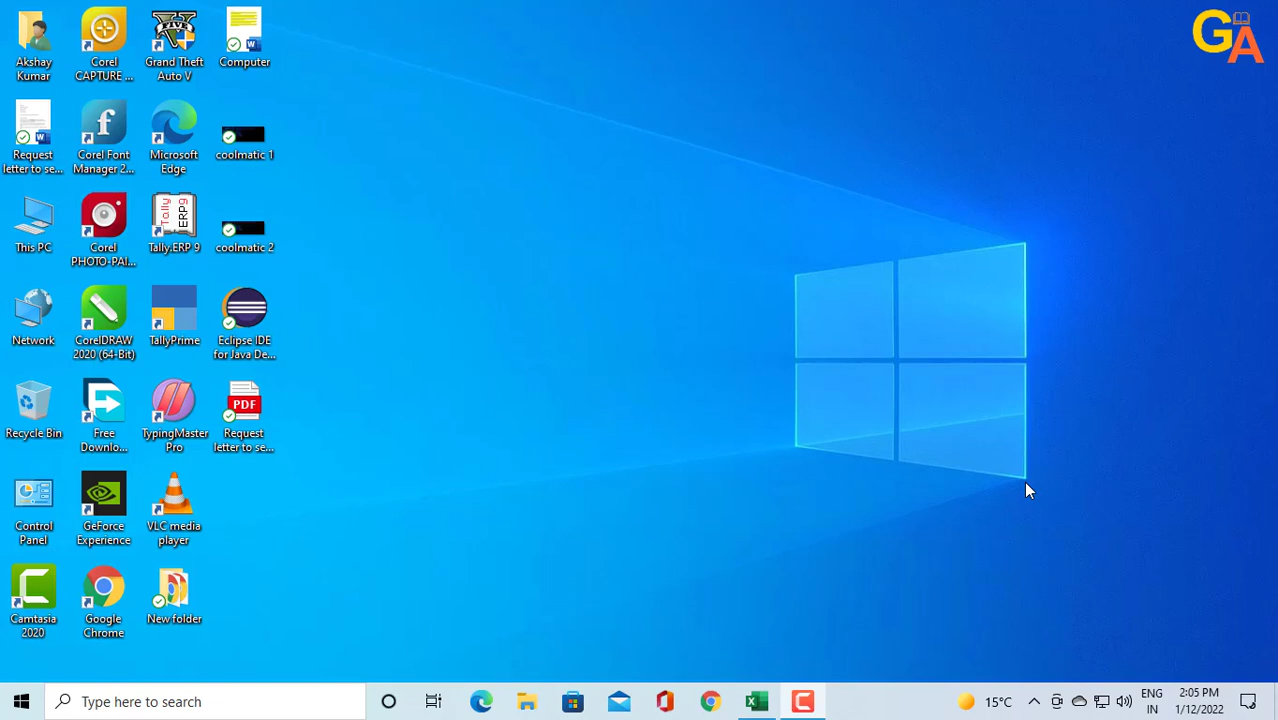 Akshay
Kumar
Corel
CAPTURE ...
FIVE
Grand Theft
Auto V
Computer
GA
Request
letter to se...
Corel Font
Manager 2...
Microsoft
Edge
coolmatic 1
This PC
Corel
PHOTO-PAI...
Tally
ERP9
Tally.ERP 9
coolmatic 2
Network
CorelDRAW
2020 (64-Bit)
TallyPrime
Eclipse IDE
for Java De...
Recycle Bin
Free
Downlo...
TypingMaster
Pro
PDF
Request
letter to se...
Control
Panel
GeForce
Experience
VLC media
player
Camtasia
2020
Google
Chrome
New folder
Type here to search
15°C
ENG
IN
2:05 PM
1/12/2022